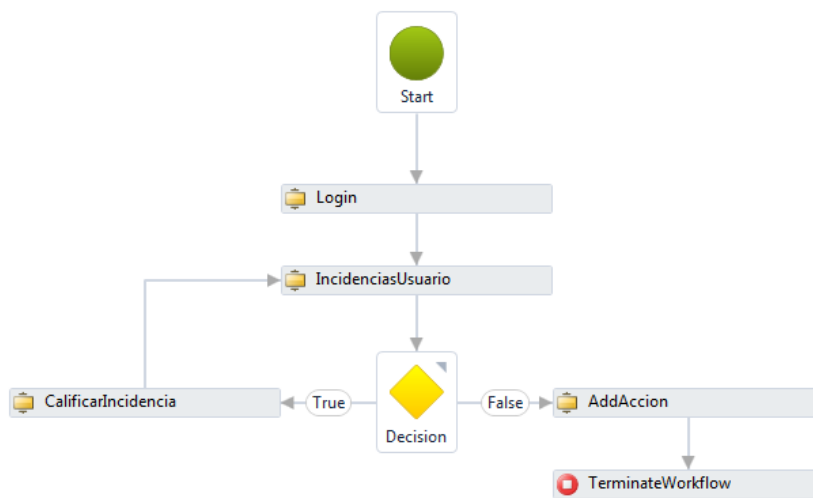 Start
Login
IncidenciasUsuario
CalificarIncidencia
True
Decision
False
AddAccion
TerminateWorkflow